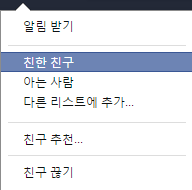 알림 받기
친한 친구
아는 사람
다른 리스트에 추가...
친구 추천...
친구 끊기